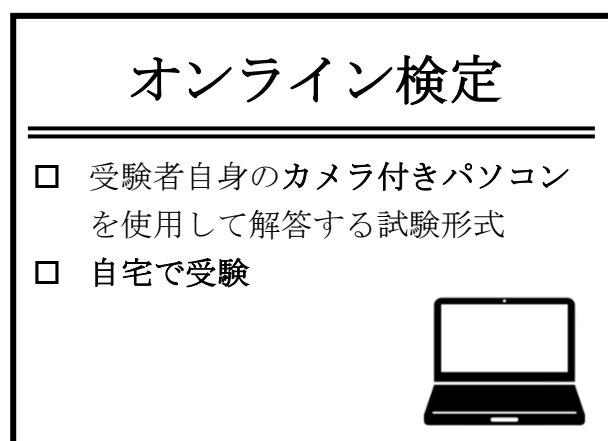 オンライン検定
□ 受験者自身のカメラ付きパソコン
を使用して解答する試験形式
□ 自宅で受験